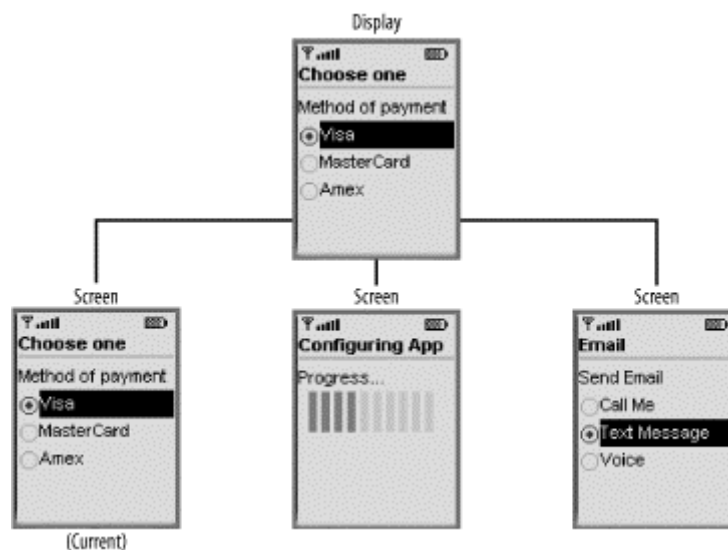 Display
Choose one
Method of payment
Visa
MasterCard
Amex
Screen
Choose one
Method of payment
Visa
MasterCard
Amex
(Current)
Screen
Configuring App
Progress...
Screen
Email
Send Email
Call Me
Text Message
Voice